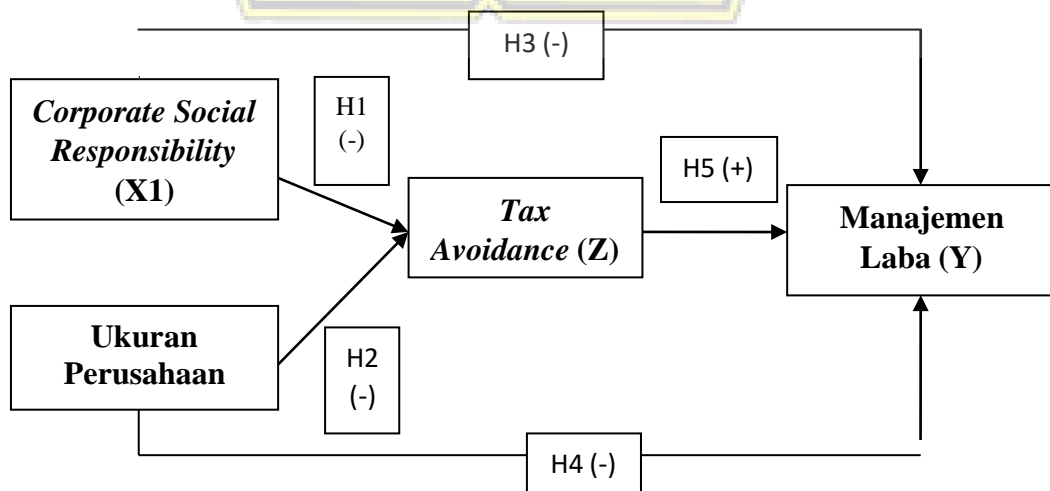 H3 (-)
Corporate Social
Responsibility
(X1)
H1
(-)
H5 (+)
Tax
Avoidance (Z)
Manajemen
Laba (Y)
Ukuran
Perusahaan
H2
(-)
H4 (-)